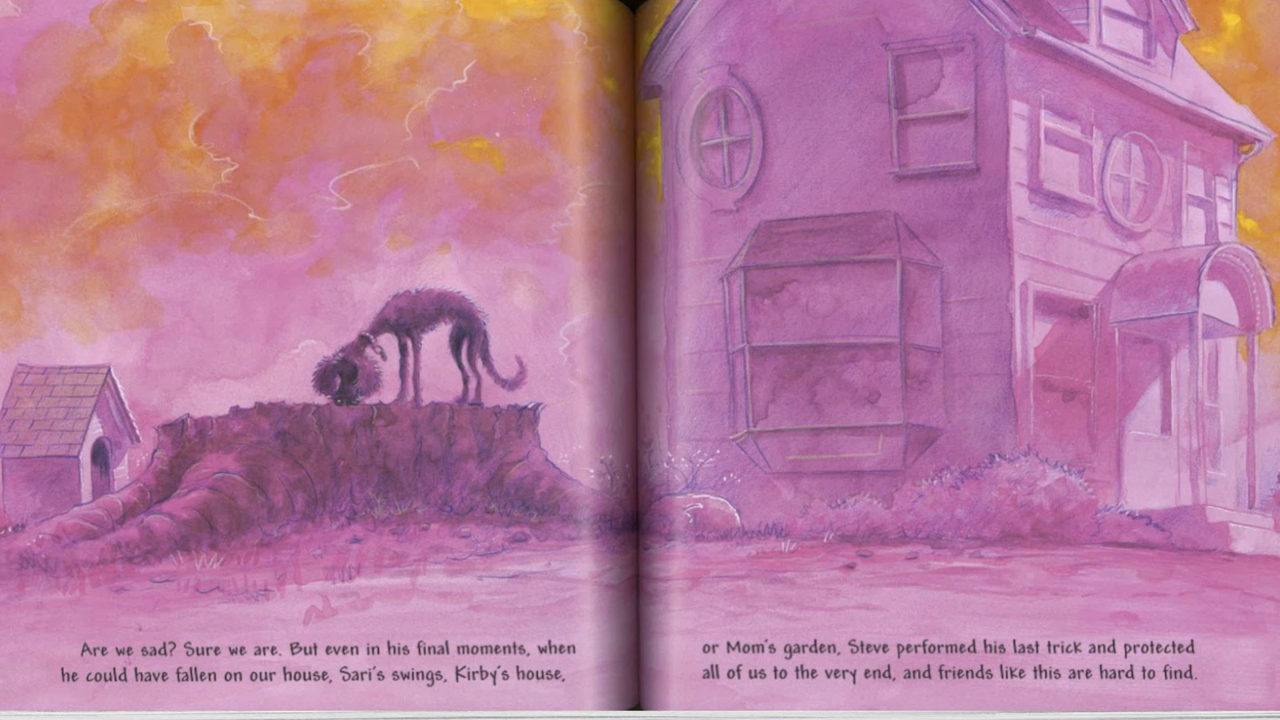 Are we sad? Sure we are. But even in his final moments, when
he could have fallen on our house, Sari's swings, Kirby's house,
or Mom's garden, Steve performed his last trick and protected
all of us to the very end, and friends like this are hard to find.